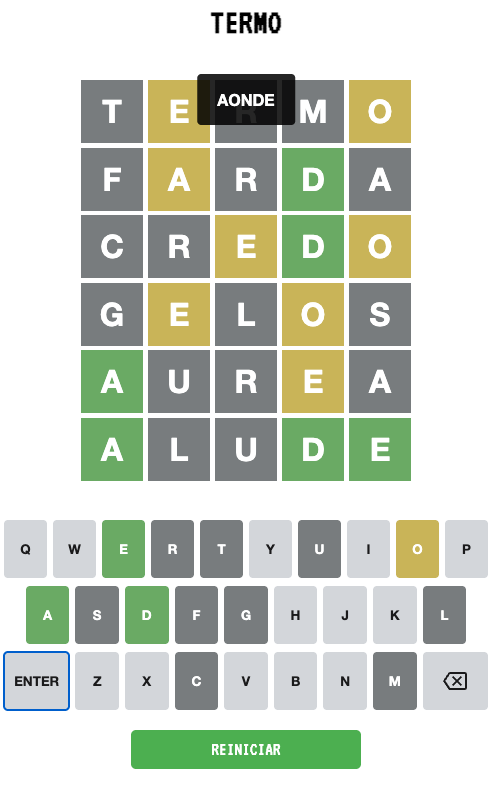 TERMO
AONDE
T E R M O
F A R D A
C R E D O
G E L O S
A U R E A
A L U D E
Q W E R T Y U I O P
A S D F G H J K L
ENTER Z X C V B N M
REINICIAR